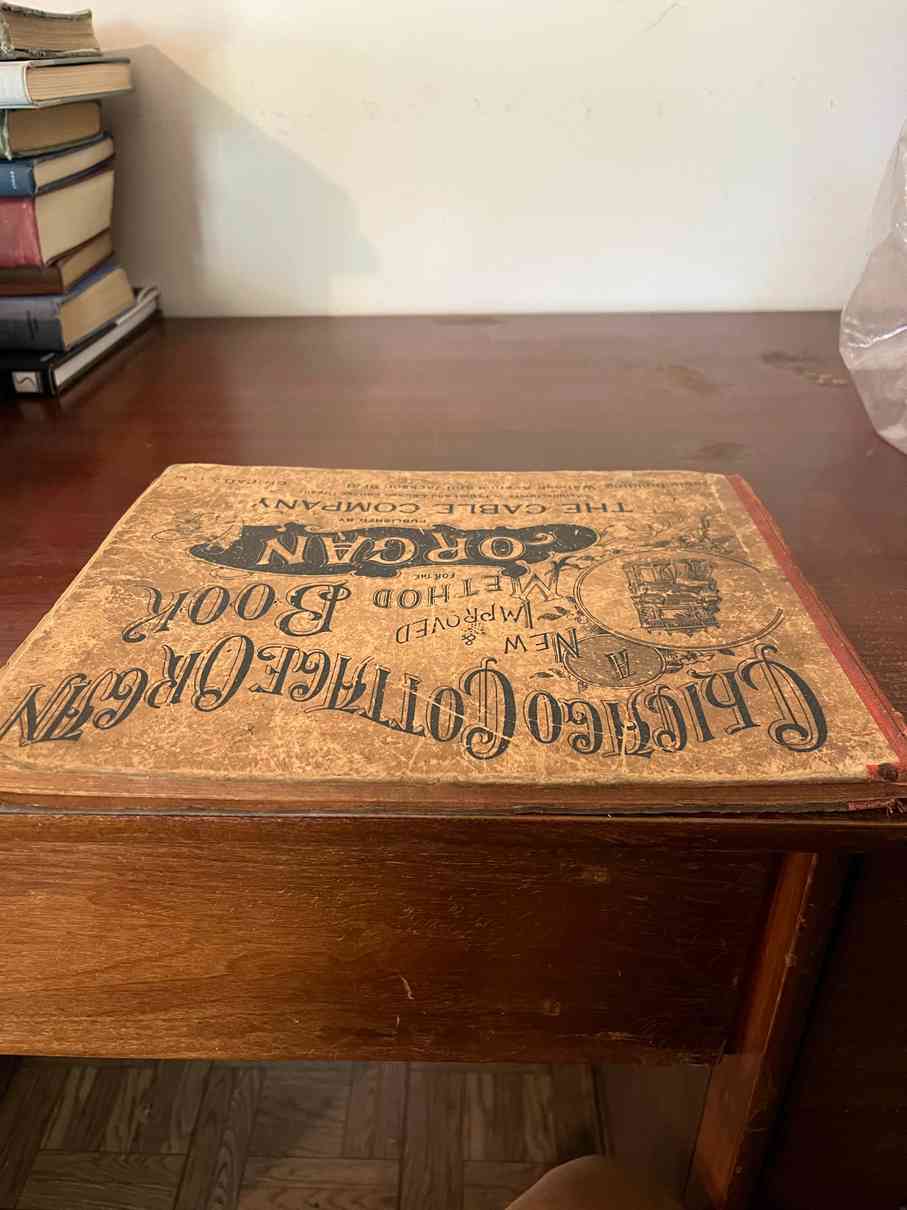 Chicago Cottage Organ
A
New
& Improved
Method Book
for the
Organ
Published by
The Cable Company